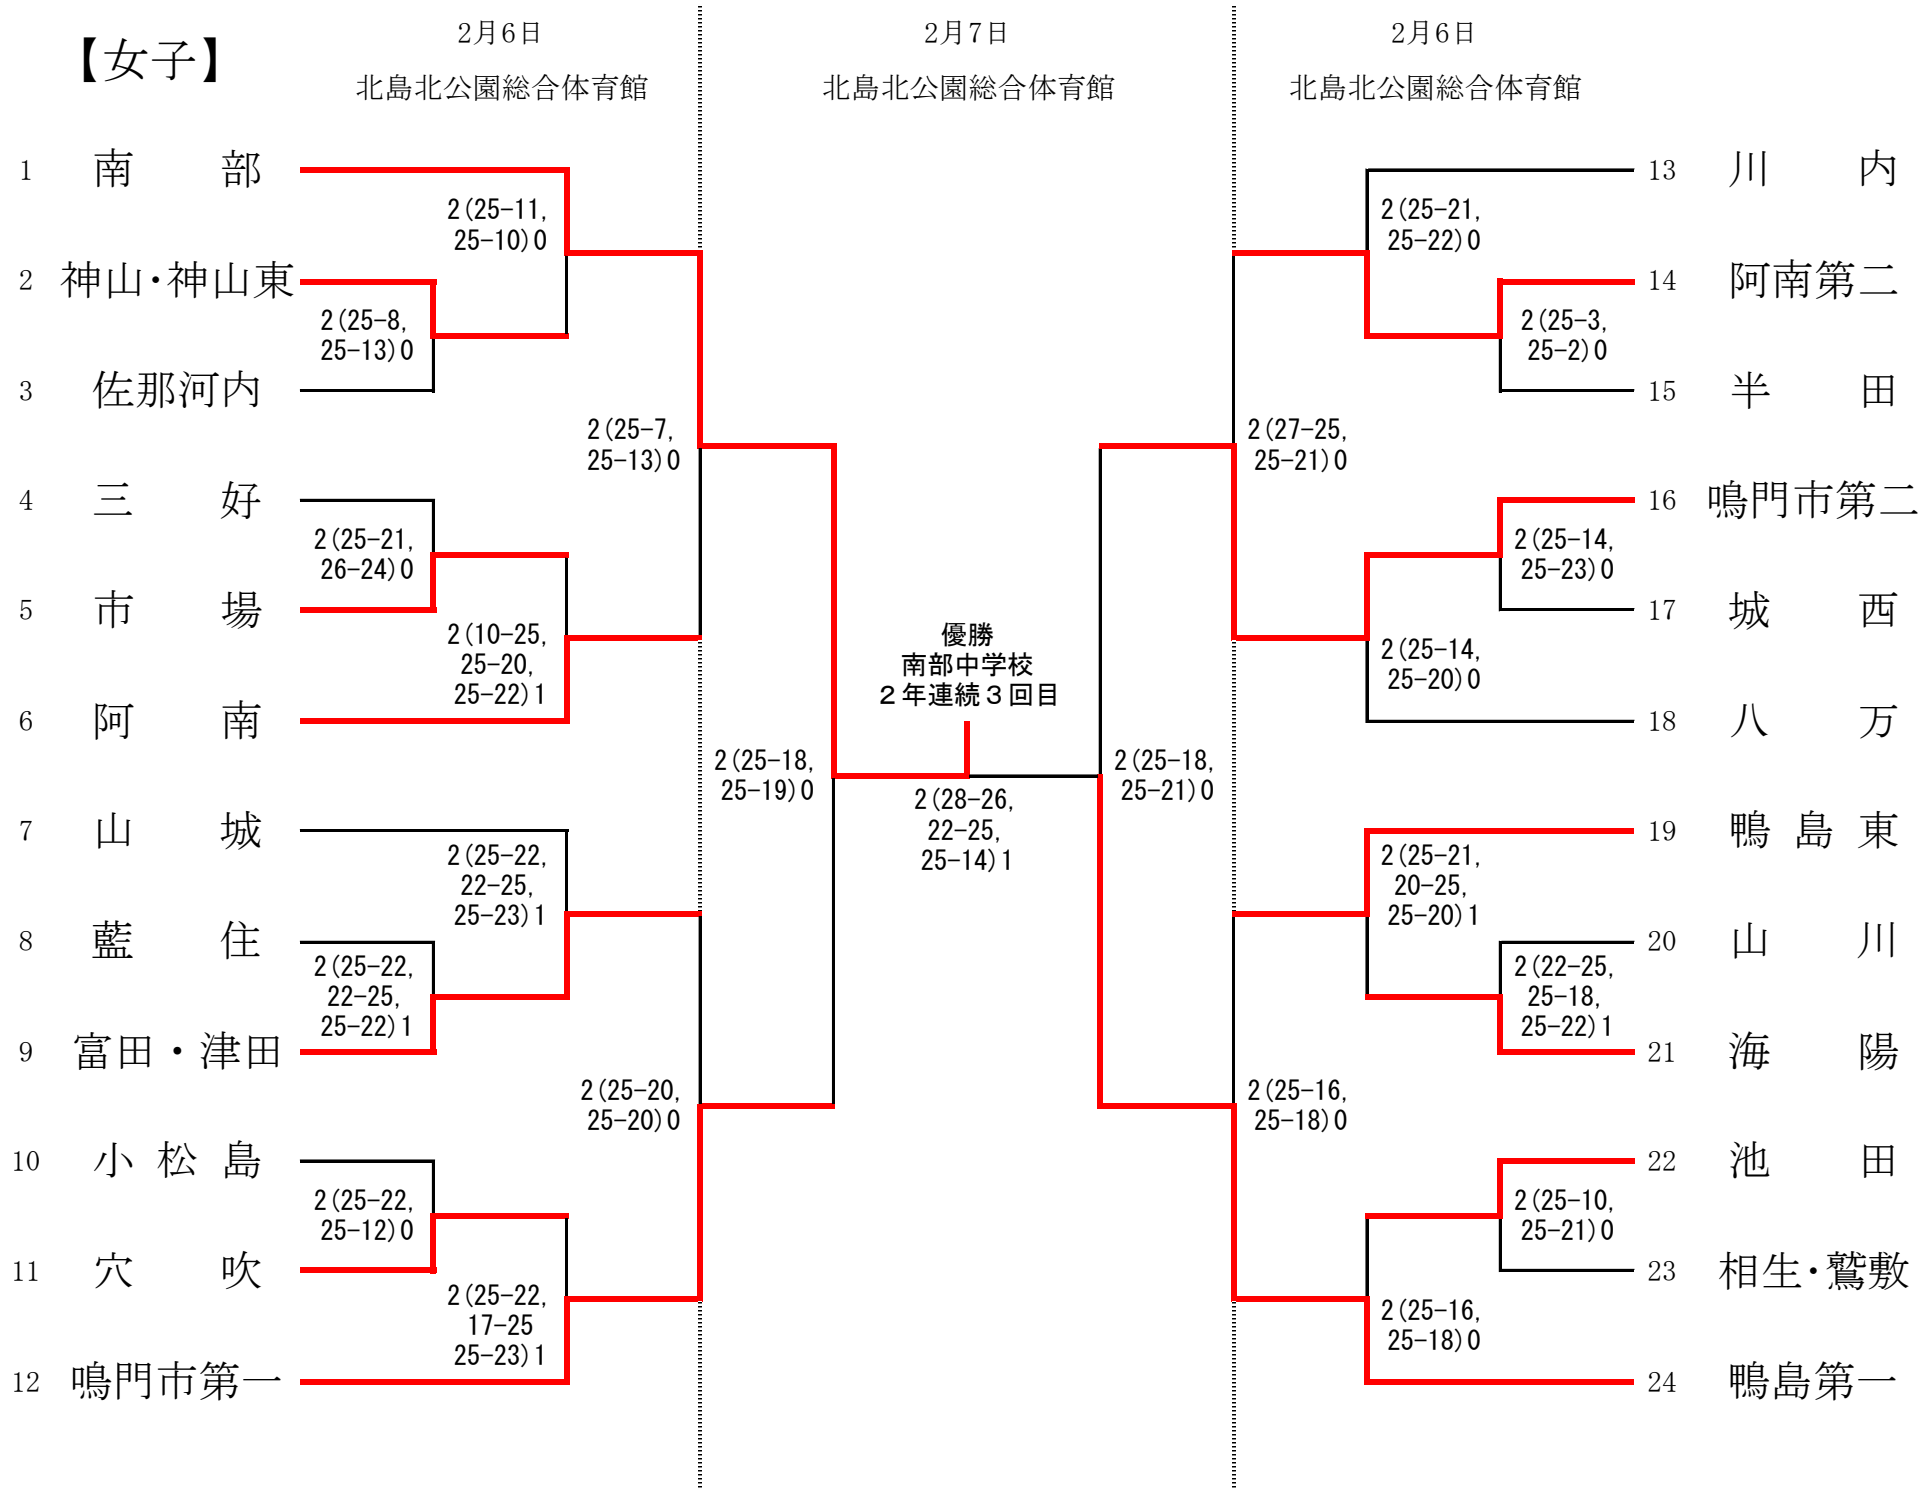 【女子】
2月6日
北島北公園総合体育館
2月7日
北島北公園総合体育館
2月6日
北島北公園総合体育館
1 南部
2(25-11,
25-10)0
2 神山・神山東
2(25-8,
25-13)0
3 佐那河内
2(25-7,
25-13)0
4 三好
2(25-21,
26-24)0
5 市場
2(10-25,
25-20,
25-22)1
6 阿南
2(25-18,
25-19)0
7 山城
2(25-22,
22-25,
25-23)1
8 藍住
2(25-22,
22-25,
25-22)1
9 富田・津田
2(25-20,
25-20)0
10 小松島
2(25-22,
25-12)0
11 穴吹
2(25-22,
17-25
25-23)1
12 鳴門市第一
優勝
南部中学校
２年連続３回目
2(28-26,
22-25,
25-14)1
13 川内
2(25-21,
25-22)0
14 阿南第二
2(25-3,
25-2)0
15 半田
2(27-25,
25-21)0
16 鳴門市第二
2(25-14,
25-23)0
17 城西
2(25-14,
25-20)0
18 八万
2(25-18,
25-21)0
19 鴨島東
2(25-21,
20-25,
25-20)1
20 山川
2(22-25,
25-18,
25-22)1
21 海陽
2(25-16,
25-18)0
22 池田
2(25-10,
25-21)0
23 相生・鷲敷
2(25-16,
25-18)0
24 鴨島第一